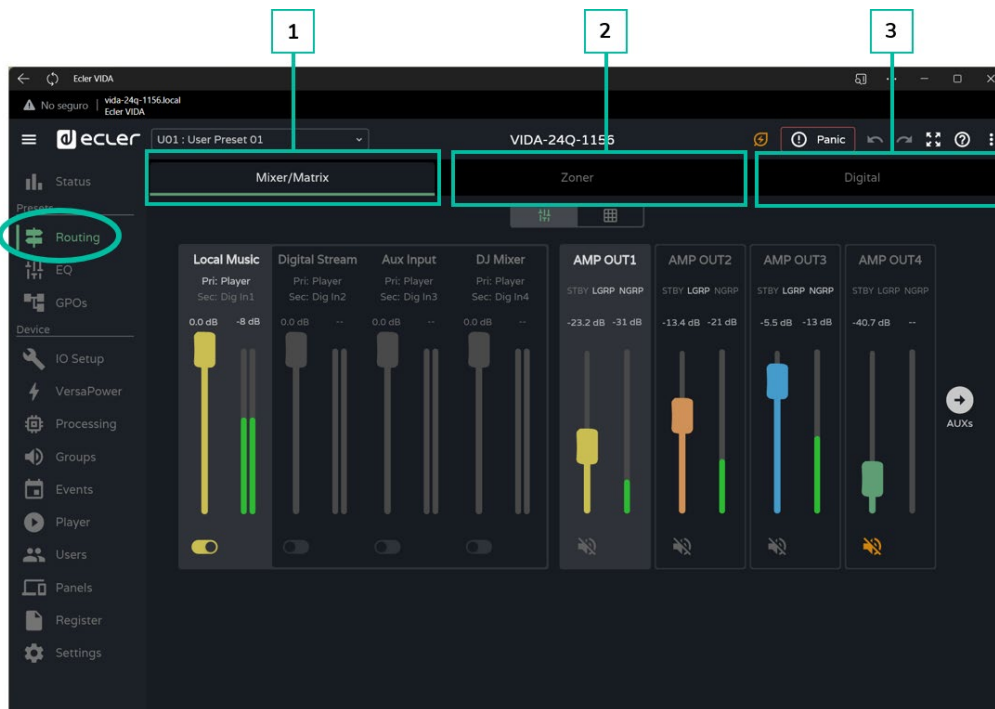 1
2
3
Ecler VIDA
No seguro
vida-24q-1156.local
Ecler VIDA
ecler
U01 : User Preset 01
VIDA-24Q-1156
Panic
Status
Mixer/Matrix
Zoner
Digital
Presets
Routing
EQ
GPOs
Device
IO Setup
VersaPower
Processing
Groups
Events
Player
Users
Panels
Register
Settings
Local Music
Pri: Player
Sec: Dig In1
0.0 dB -8 dB
Digital Stream
Pri: Player
Sec: Dig In2
0.0 dB --
Aux Input
Pri: Player
Sec: Dig In3
0.0 dB --
DJ Mixer
Pri: Player
Sec: Dig In4
0.0 dB --
AMP OUT1
STBY LGRP NGRP
-23.2 dB -31 dB
AMP OUT2
STBY LGRP NGRP
-13.4 dB -21 dB
AMP OUT3
STBY LGRP NGRP
-5.5 dB -13 dB
AMP OUT4
STBY LGRP NGRP
-40.7 dB --
AUXs